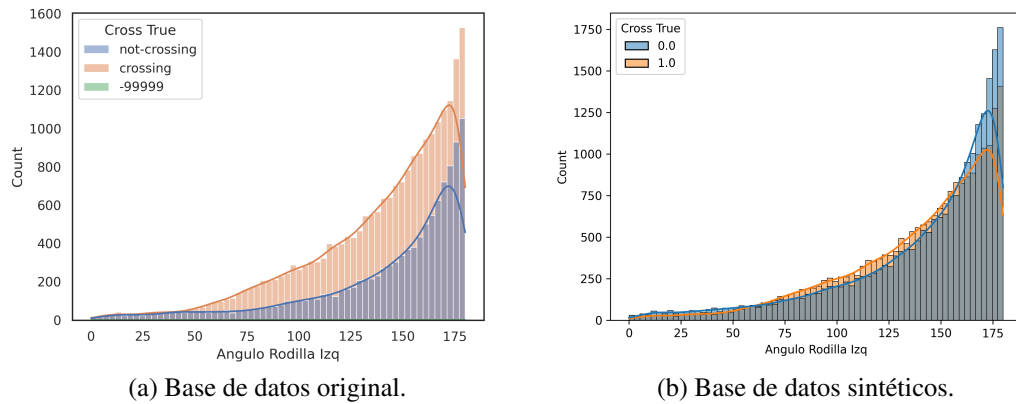 Cross True
not-crossing
crossing
-99999
1600
1400
1200
1000
800
600
400
200
0
Count
0 25 50 75 100 125 150 175
Angulo Rodilla Izq
(a) Base de datos original.
Cross True
0.0
1.0
1750
1500
1250
1000
750
500
250
0
Count
0 25 50 75 100 125 150 175
Angulo Rodilla Izq
(b) Base de datos sintéticos.